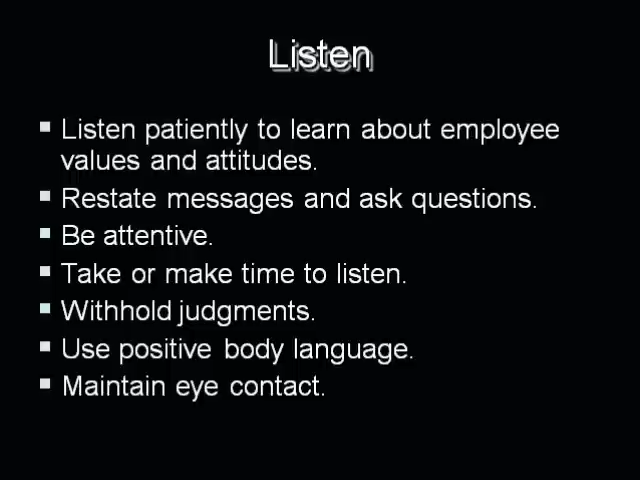 Listen
▪ Listen patiently to learn about employee
values and attitudes.
▪ Restate messages and ask questions.
▪ Be attentive.
▪ Take or make time to listen.
▪ Withhold judgments.
▪ Use positive body language.
▪ Maintain eye contact.